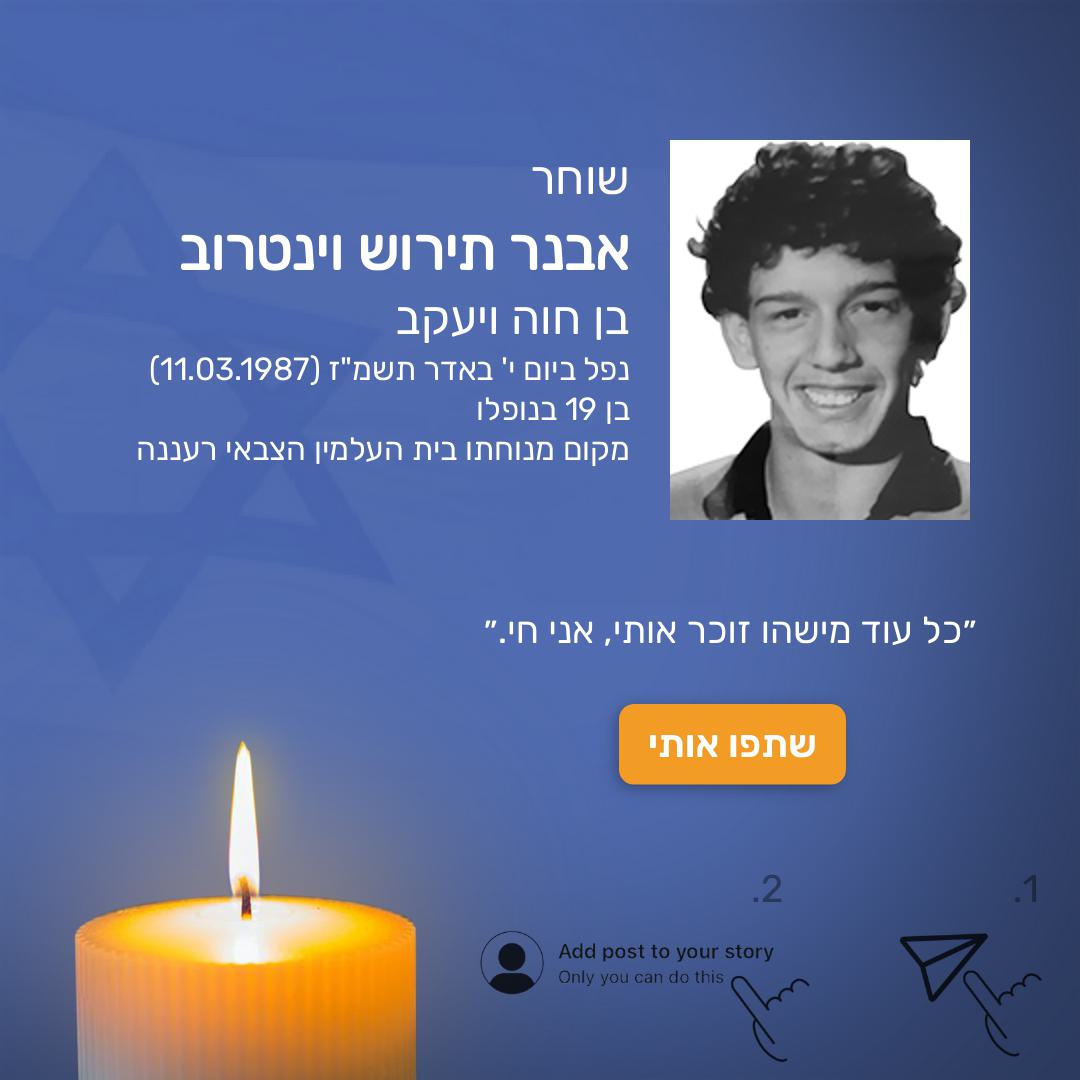 שוחר
אבנר תירוש וינטרוב
בן חוה ויעקב
נפל ביום י' באדר תשמ"ז (11.03.1987)
בן 19 בנופלו
מקום מנוחתו בית העלמין הצבאי רעננה
״כל עוד מישהו זוכר אותי, אני חי.״
שתפו אותי
1.
2.
Add post to your story
Only you can do this